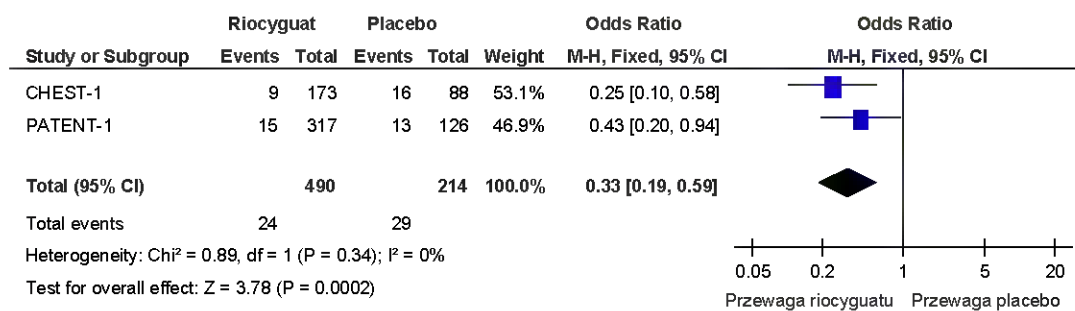 Riocyguat Placebo Odds Ratio Odds Ratio
Study or Subgroup Events Total Events Total Weight M-H, Fixed, 95% CI M-H, Fixed, 95% CI
CHEST-1 9 173 16 88 53.1% 0.25 [0.10, 0.58]
PATENT-1 15 317 13 126 46.9% 0.43 [0.20, 0.94]
Total (95% CI) 490 214 100.0% 0.33 [0.19, 0.59]
Total events 24 29
Heterogeneity: Chi² = 0.89, df = 1 (P = 0.34); I² = 0%
Test for overall effect: Z = 3.78 (P = 0.0002)
0.05 0.2 1 5 20
Przewaga riocyguatu Przewaga placebo